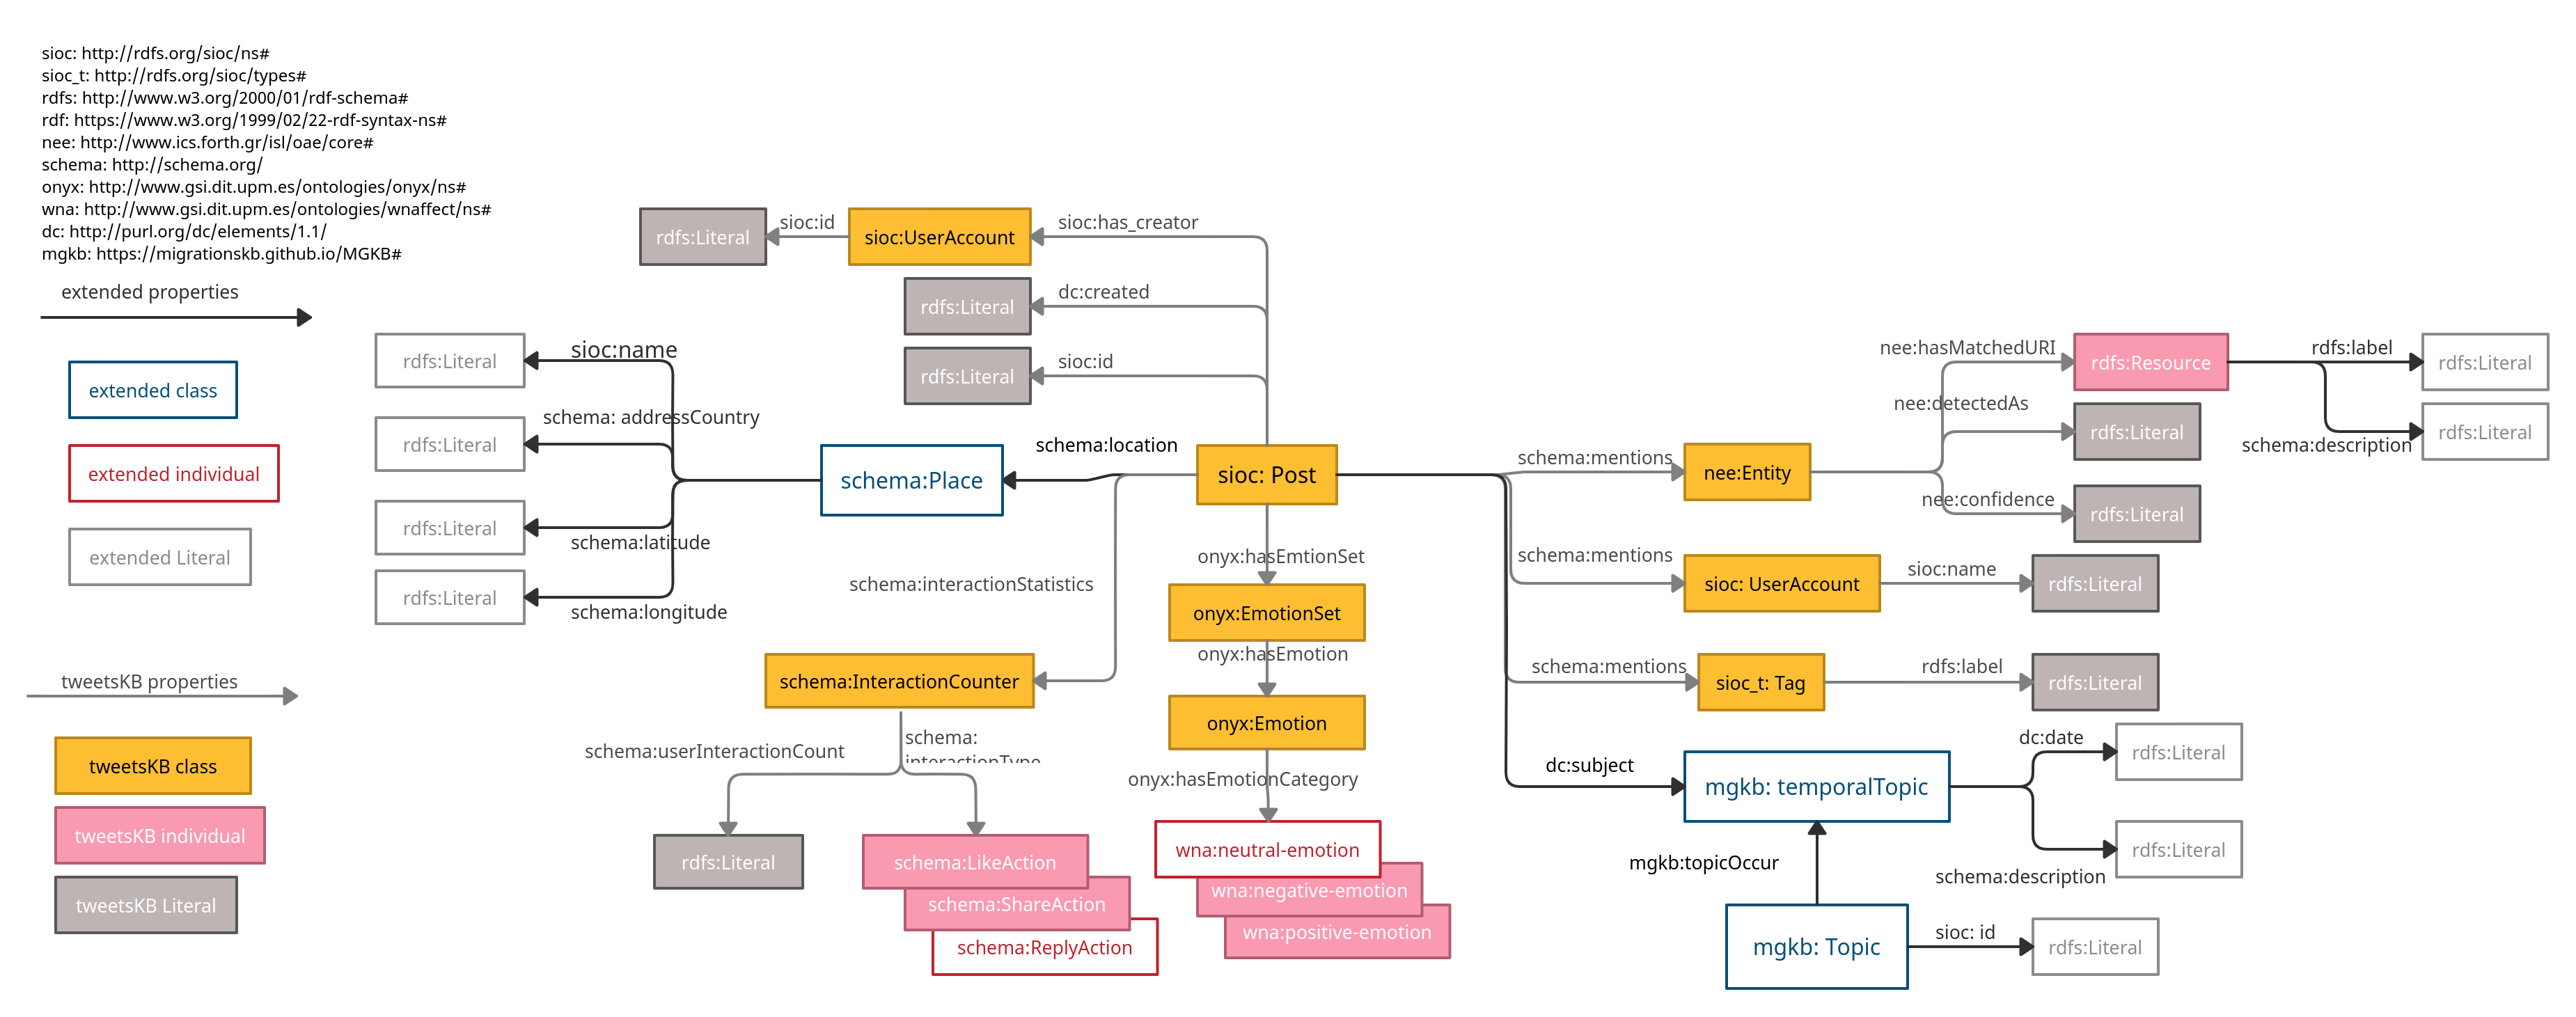 sioc: http://rdfs.org/sioc/ns#
sioc_t: http://rdfs.org/sioc/types#
rdfs: http://www.w3.org/2000/01/rdf-schema#
rdf: https://www.w3.org/1999/02/22-rdf-syntax-ns#
nee: http://www.ics.forth.gr/isl/oae/core#
schema: http://schema.org/
onyx: http://www.gsi.dit.upm.es/ontologies/onyx/ns#
wna: http://www.gsi.dit.upm.es/ontologies/wnaffect/ns#
dc: http://purl.org/dc/elements/1.1/
mgkb: https://migrationskb.github.io/MGKB#
extended properties
extended class
extended individual
extended Literal
tweetsKB properties
tweetsKB class
tweetsKB individual
tweetsKB Literal
rdfs:Literal
sioc:id
sioc:UserAccount
sioc:has_creator
rdfs:Literal
dc:created
rdfs:Literal
sioc:id
rdfs:Literal
sioc:name
rdfs:Literal
schema: addressCountry
rdfs:Literal
schema:latitude
rdfs:Literal
schema:longitude
schema:Place
schema:location
sioc: Post
schema:interactionStatistics
schema:InteractionCounter
schema:userInteractionCount
schema:
interactionType
rdfs:Literal
schema:LikeAction
schema:ShareAction
schema:ReplyAction
onyx:hasEmtionSet
onyx:EmotionSet
onyx:hasEmotion
onyx:Emotion
onyx:hasEmotionCategory
wna:neutral-emotion
wna:negative-emotion
wna:positive-emotion
schema:mentions
nee:Entity
nee:hasMatchedURI
rdfs:Resource
rdfs:label
rdfs:Literal
schema:description
rdfs:Literal
nee:detectedAs
rdfs:Literal
nee:confidence
rdfs:Literal
schema:mentions
sioc: UserAccount
sioc:name
rdfs:Literal
schema:mentions
sioc_t: Tag
rdfs:label
rdfs:Literal
dc:subject
mgkb: temporalTopic
dc:date
rdfs:Literal
schema:description
rdfs:Literal
mgkb:topicOccur
mgkb: Topic
sioc: id
rdfs:Literal